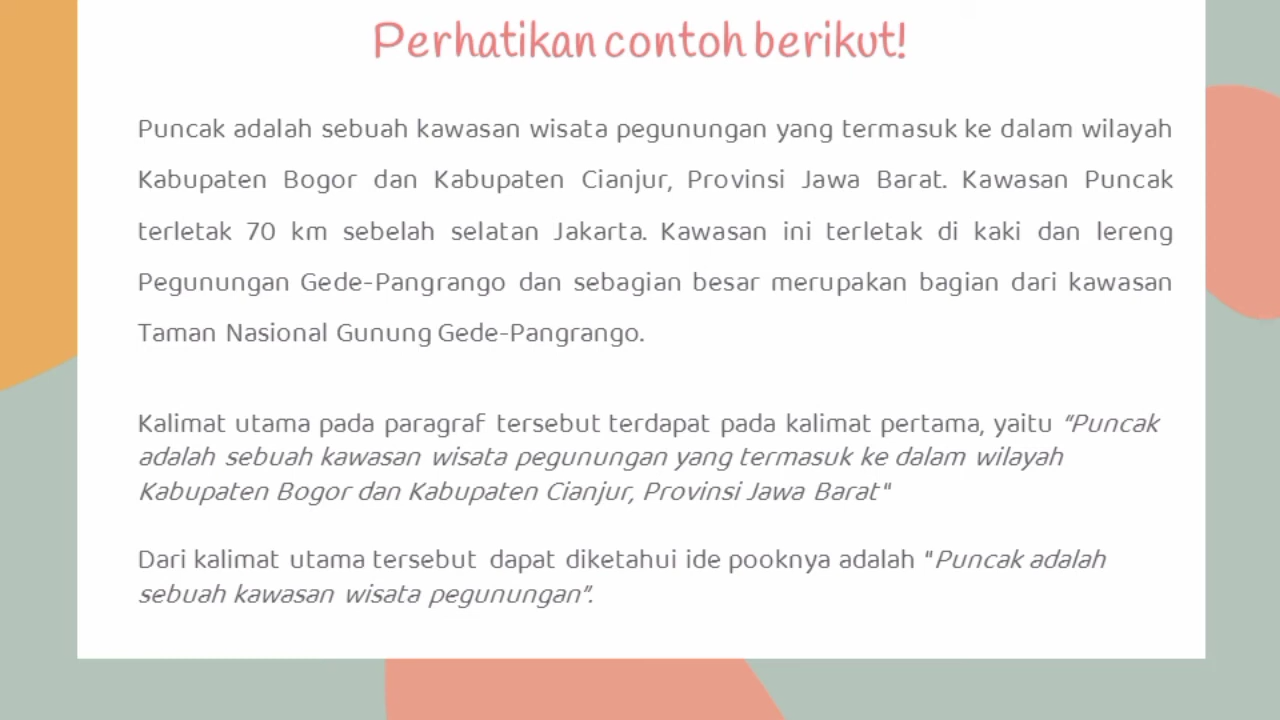 Perhatikan contoh berikut!
Puncak adalah sebuah kawasan wisata pegunungan yang termasuk ke dalam wilayah
Kabupaten Bogor dan Kabupaten Cianjur, Provinsi Jawa Barat. Kawasan Puncak
terletak 70 km sebelah selatan Jakarta. Kawasan ini terletak di kaki dan lereng
Pegunungan Gede-Pangrango dan sebagian besar merupakan bagian dari kawasan
Taman Nasional Gunung Gede-Pangrango.
Kalimat utama pada paragraf tersebut terdapat pada kalimat pertama, yaitu “Puncak
adalah sebuah kawasan wisata pegunungan yang termasuk ke dalam wilayah
Kabupaten Bogor dan Kabupaten Cianjur, Provinsi Jawa Barat"
Dari kalimat utama tersebut dapat diketahui ide pooknya adalah "Puncak adalah
sebuah kawasan wisata pegunungan”.